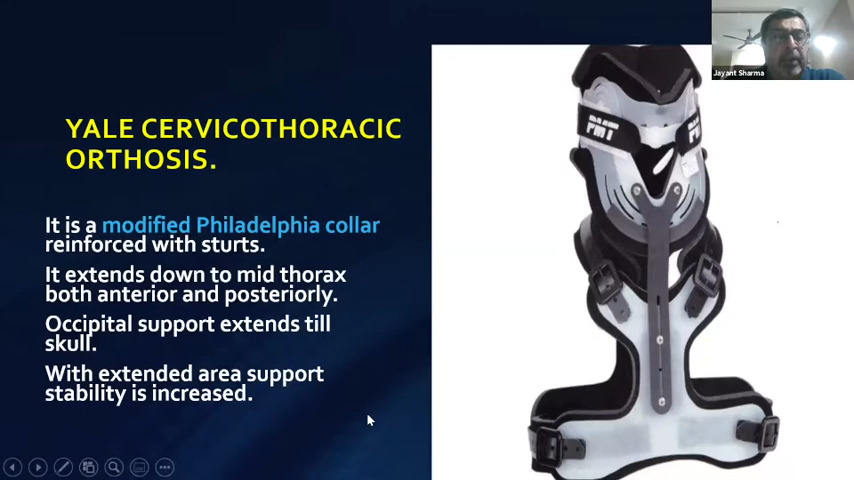 YALE CERVICOTHORACIC
ORTHOSIS.
It is a modified Philadelphia collar
reinforced with sturts.
It extends down to mid thorax
both anterior and posteriorly.
Occipital support extends till
skull.
With extended area support
stability is increased.
PMT
Jayant Sharma